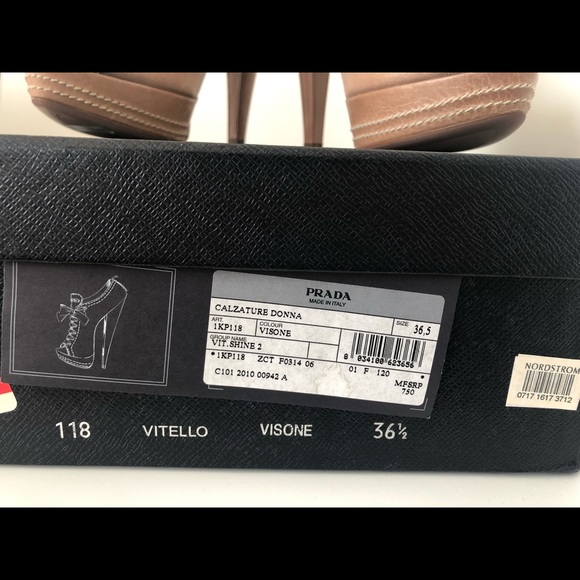 PRADA
MADE IN ITALY
CALZATURE DONNA
ART. COLOUR SIZE
1KP118 VISONE 36,5
GROUP NAME
VIT.SHINE 2
*1KP118 ZCT F0314 06
C101 2010 00942 A
8 034100 623656
01 F 120
MFSRP
750
NORDSTROM
0717 1617 3712
118 VITELLO VISONE 36½